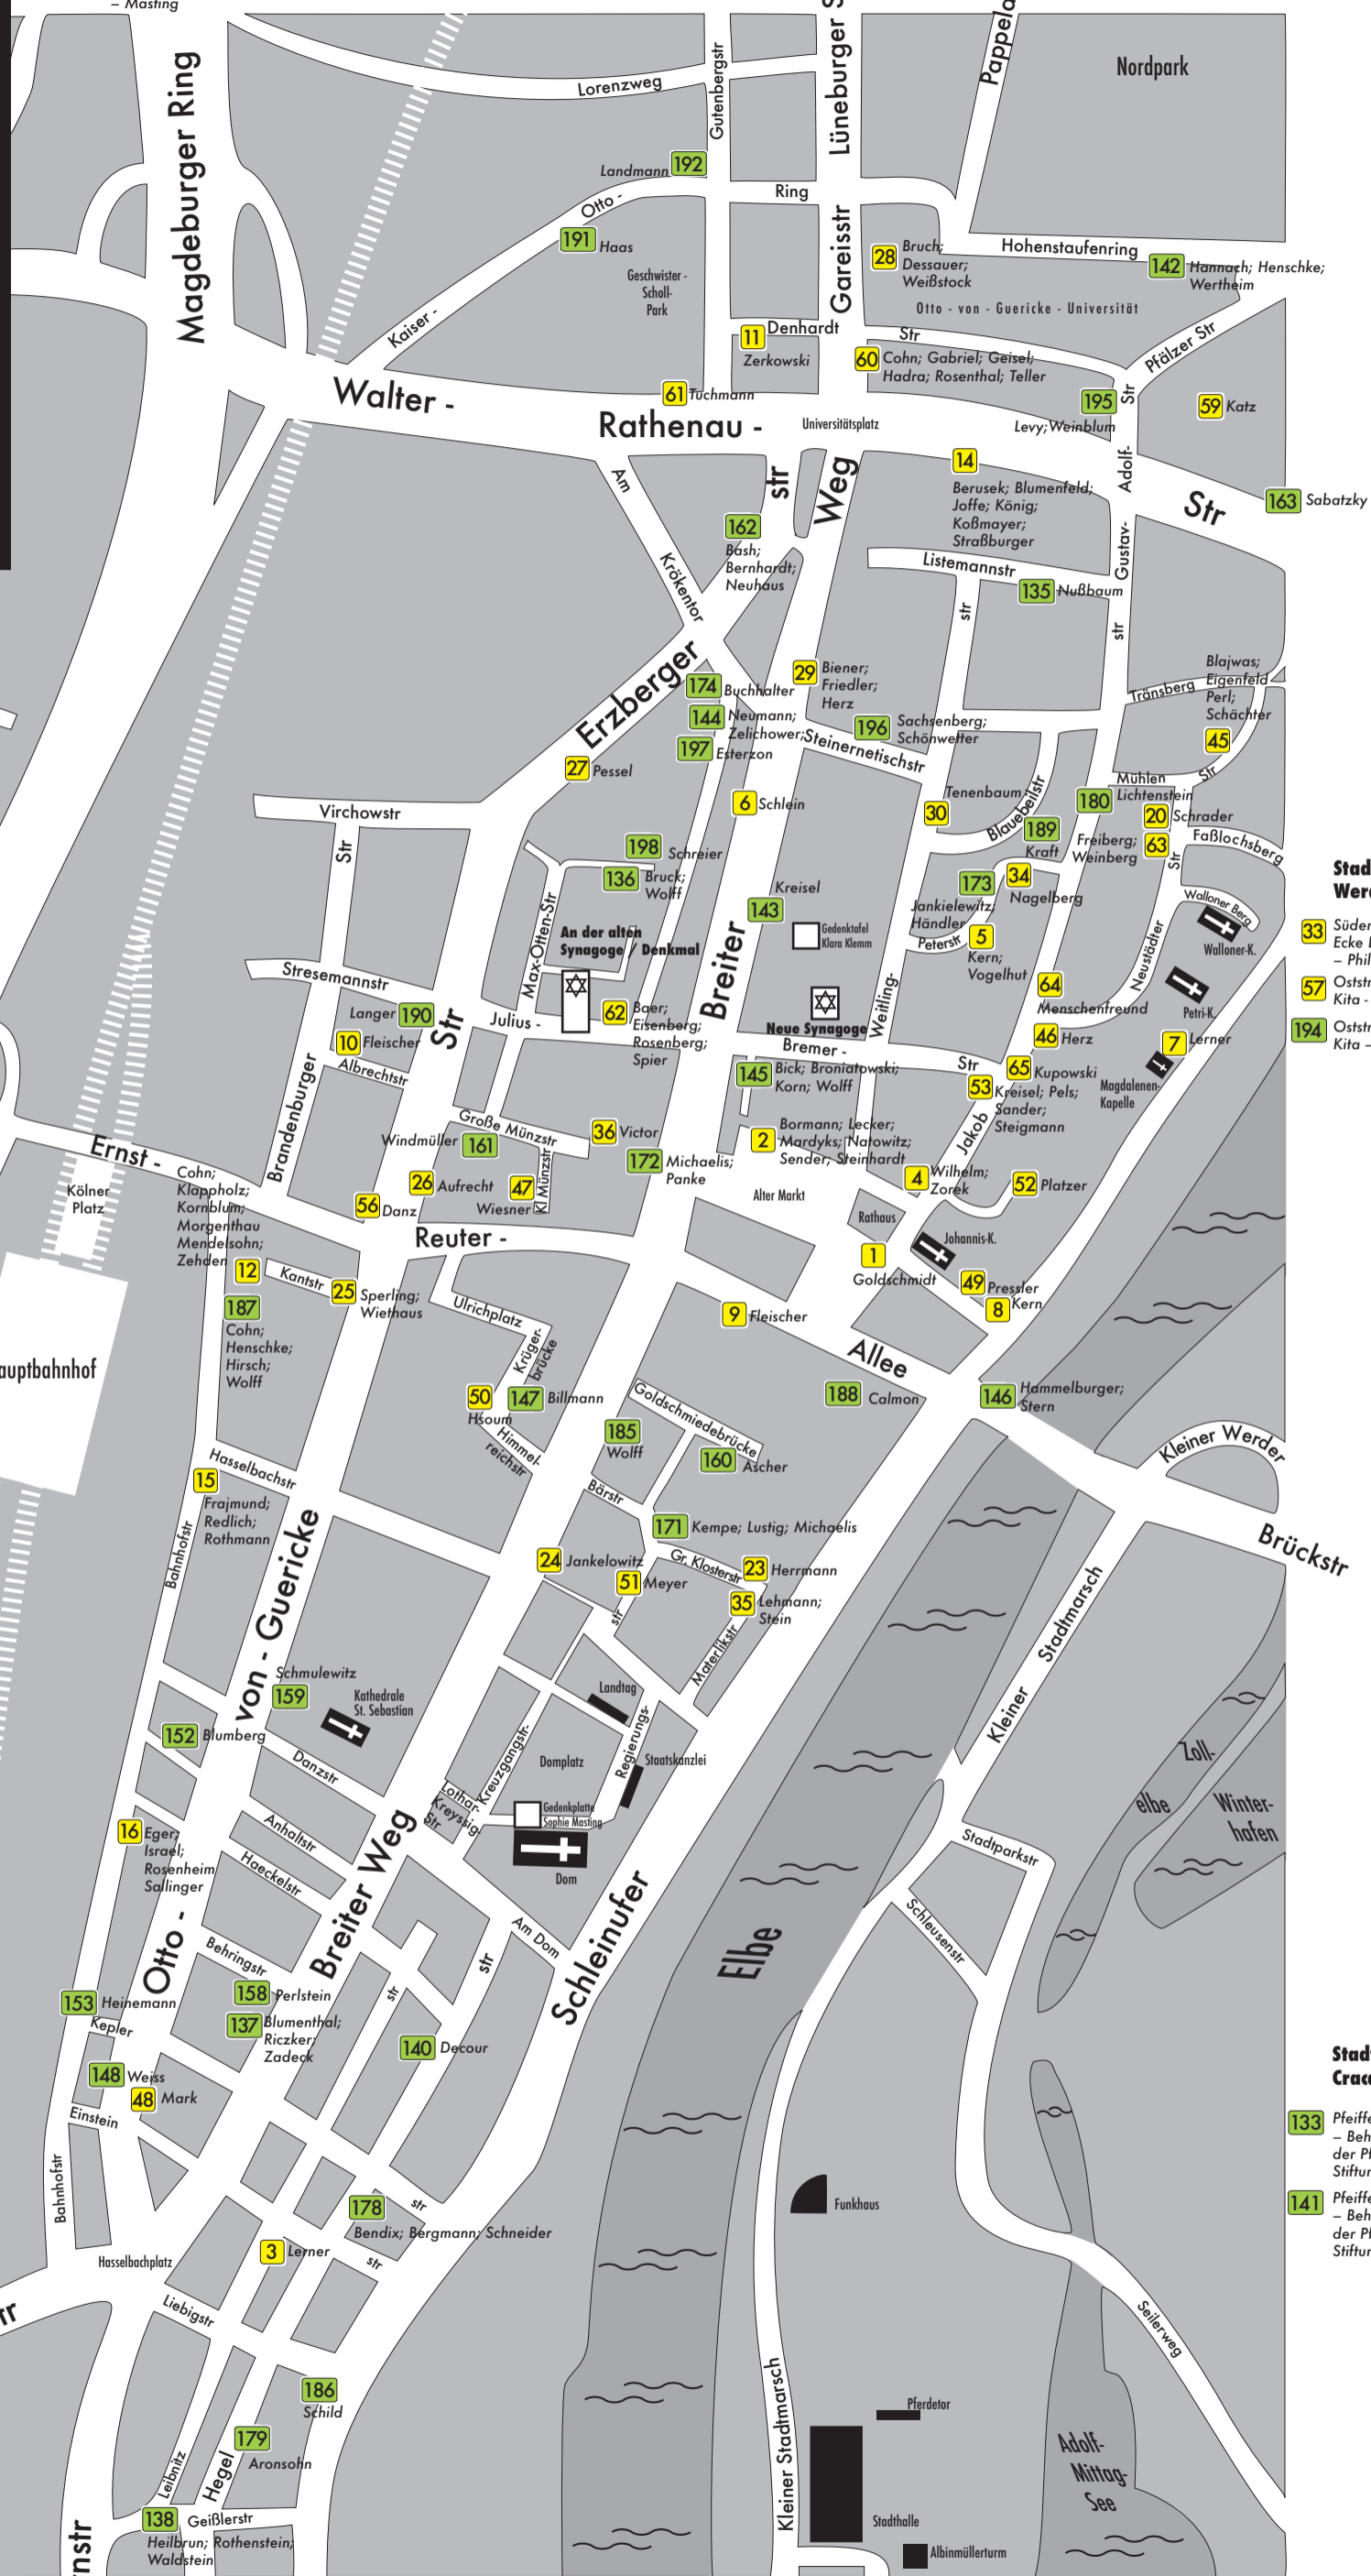 – Masting
Magdeburger Ring
Lorenzweg
Gutenbergstr
Lüneburger S
Pappela
Nordpark
192
Landmann
Otto -
Ring
191
Haas
Geschwister -
Scholl-
Park
Kaiser -
Gareisstr
28
Bruch;
Dessauer;
Weißstock
Hohenstaufenring
142
Hannach; Henschke;
Wertheim
Otto - von - Guericke - Universität
11
Denhardt
Str
Zerkowski
60
Cohn; Gabriel; Geisel;
Hadra; Rosenthal; Teller
Pfälzer Str
61
Tuchmann
195
Levy;Weinblum
Str
59
Katz
Walter -
Rathenau -
Universitätsplatz
Str
163
Sabatzky
Am
Krökentor
str
Weg
14
Berusek; Blumenfeld;
Joffe; König;
Koßmayer;
Straßburger
Adolf-
Gustav-
str
162
Bash;
Bernhardt;
Neuhaus
Listemannstr
135
Nußbaum
str
Erzberger
29
Biener;
Friedler;
Herz
Blajwas;
Eigenfeld
Perl;
Schächter
Tränsberg
45
174
Buchhalter
144
Neumann;
Zelichower;
197
Esterzon
196
Sachsenberg;
Schönwetter
Steinernetischstr
27
Pessel
6
Schlein
Tenenbaum
30
Blauebeilstr
Mühlen
Str
180
Lichtenstein
20
Schrader
Virchowstr
Str
189
Kraft
Freiberg;
Weinberg
63
Faßlochsberg
198
Schreier
136
Bruck;
Wolff
143
Kreisel
173
Jankielewitz;
Händler
34
Nagelberg
Str
Walloner Berg
Walloner-K.
Max-Otten-Str
An der alten
Synagoge / Denkmal
Gedenktafel
Klara Klemm
Peterstr
5
Kern;
Vogelhut
Neustädter
Stad
Wer
33
Süder
Ecke
– Phil
Breiter
Weitling-
Stresemannstr
64
Menschenfreund
Petri-K.
57
Oststr
Kita -
Langer
190
Str
62
Baer;
Eisenberg;
Rosenberg;
Spier
Neue Synagoge
46
Herz
7
Lerner
194
Oststr
Kita –
10
Fleischer
Julius -
Bremer -
Str
Albrechtstr
Brandenburger
145
Bick; Broniatowski;
Korn; Wolff
65
Kupowski
Magdalenen-
Kapelle
53
Kreisel; Pels;
Sander;
Steigmann
Jakob
Große Münzstr
Windmüller
161
36
Victor
2
Bormann; Lecker;
Mardyks; Natowitz;
Sender; Steinhardt
Ernst -
Kölner
Platz
Cohn;
Klappholz;
Kornblum;
Morgenthau
Mendelsohn;
Zehden
12
26
Aufrecht
47
Wiesner
Kl Münzstr
172
Michaelis;
Panke
4
Wilhelm;
Zorek
52
Platzer
56
Danz
Alter Markt
Rathaus
Reuter -
Johannis-K.
1
Goldschmidt
49
Pressler
8
Kern
Kantstr
25
Sperling;
Wiethaus
187
Cohn;
Henschke;
Hirsch;
Wolff
Ulrichplatz
9
Fleischer
Allee
auptbahnhof
Krüger-
brücke
50
Hsoum
147
Billmann
Himmel-
reichstr
Goldschmiedebrücke
188
Calmon
146
Hammelburger;
Stern
185
Wolff
160
Ascher
Kleiner Werder
Hasselbachstr
15
Frajmund;
Redlich;
Rothmann
Bärstr
171
Kempe; Lustig; Michaelis
Brückstr
Bahnhofstr
24
Jankelowitz
51
Meyer
Gr. Klosterstr
23
Herrmann
35
Lehmann;
Stein
str
Materlikstr
Kleiner Stadtmarsch
von - Guericke
Schmulewitz
159
Kathedrale
St. Sebastian
Landtag
152
Blumberg
Danzstr
Kreuzgangstr-
Domplatz
Regierungs-
Staatskanzlei
Lothar-
Kreyssig-
Str
Gedenkplatte
Sophie Masting
Dom
Zoll-
elbe
Winter-
hafen
16
Eger;
Israel;
Rosenheim
Sallinger
Anhaltstr
Haeckelstr
Breiter Weg
Stadtparkstr
Schleusenstr
Am Dom
Schleinufer
Elbe
Otto -
Behringstr
str
str
153
Heinemann
Kepler
158
Perlstein
137
Blumenthal;
Riczker;
Zadeck
140
Decour
148
Weiss
48
Mark
Einstein
Stad
Crac
133
Pfeiffe
– Beh
der Pf
Stiftur
Bahnhofstr
Funkhaus
178
str
Bendix; Bergmann; Schneider
141
Pfeiffe
– Beh
der Pf
Stiftur
3
Lerner
str
Hasselbachplatz
Liebigstr
tr
Seilerweg
186
Schild
Pferdetor
179
Aronsohn
Leibnitz
Hegel
Kleiner Stadtmarsch
Adolf-
Mittag-
See
138
Geißlerstr
Heilbrun; Rothenstein;
Waldstein
Stadthalle
Albinmüllerturm
nstr